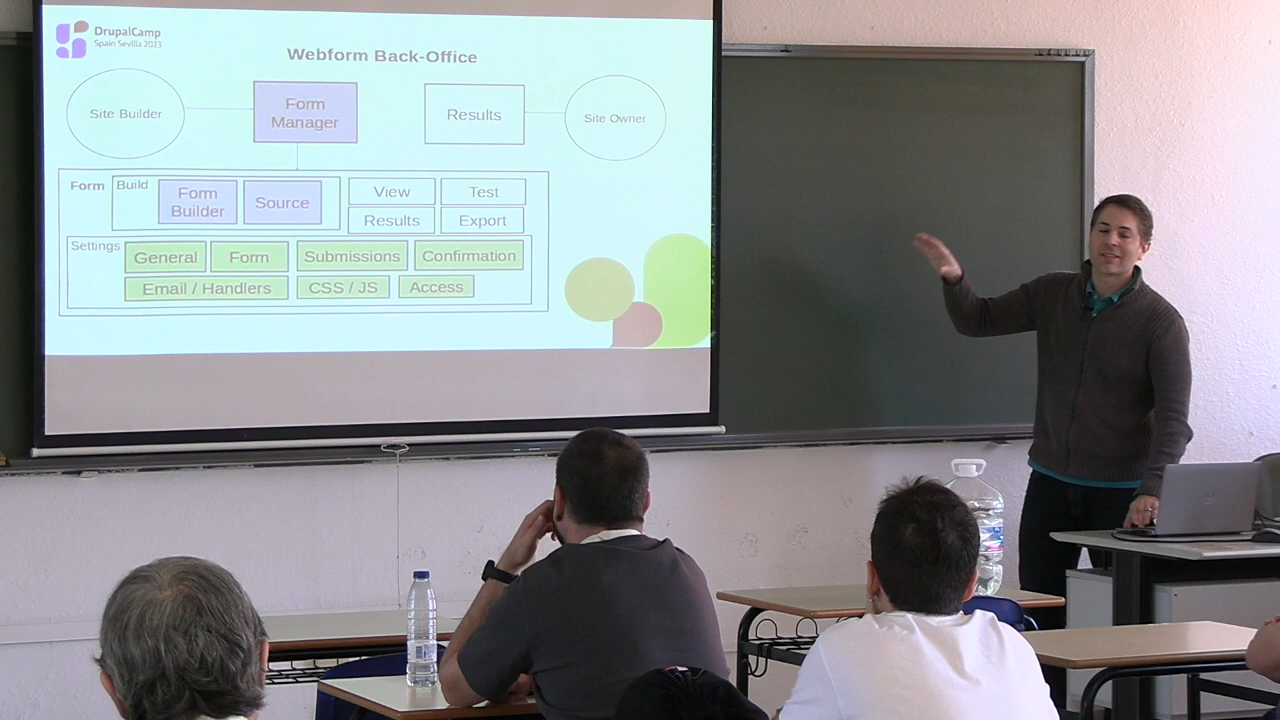 DrupalCamp
Spain Sevilla 2023
Webform Back-Office
Site Builder
Form
Manager
Results
Site Owner
Form
Build
Form
Builder
Source
View
Test
Results
Export
Settings
General
Form
Submissions
Confirmation
Email / Handlers
CSS / JS
Access